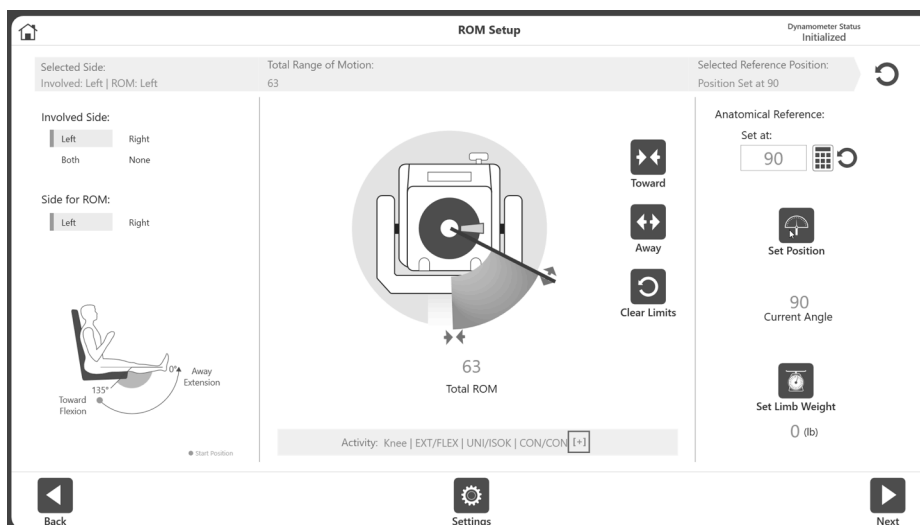 ROM Setup
Dynamometer Status
Initialized
Selected Side:
Involved: Left | ROM: Left
Total Range of Motion:
63
Selected Reference Position:
Position Set at 90
Involved Side:
Left Right
Both None
Side for ROM:
Left Right
0°
Away
Extension
135°
Toward
Flexion
Start Position
63
Total ROM
Activity: Knee | EXT/FLEX | UNI/ISOK | CON/CON [+]
Toward
Away
Clear Limits
Anatomical Reference:
Set at:
90
Set Position
90
Current Angle
Set Limb Weight
0 (lb)
Back
Settings
Next